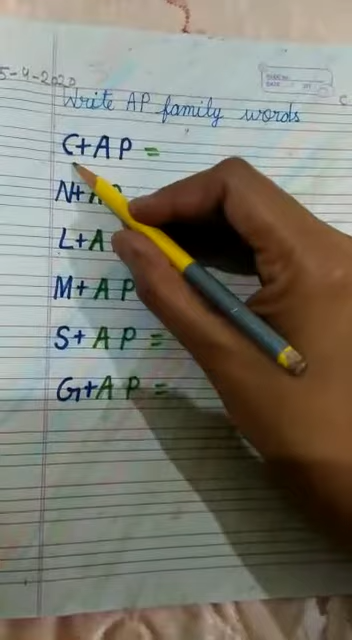 5-4-2020
Write AP family words
C+AP =
N+A
L+A
M+AP
S+AP =
G+AP =